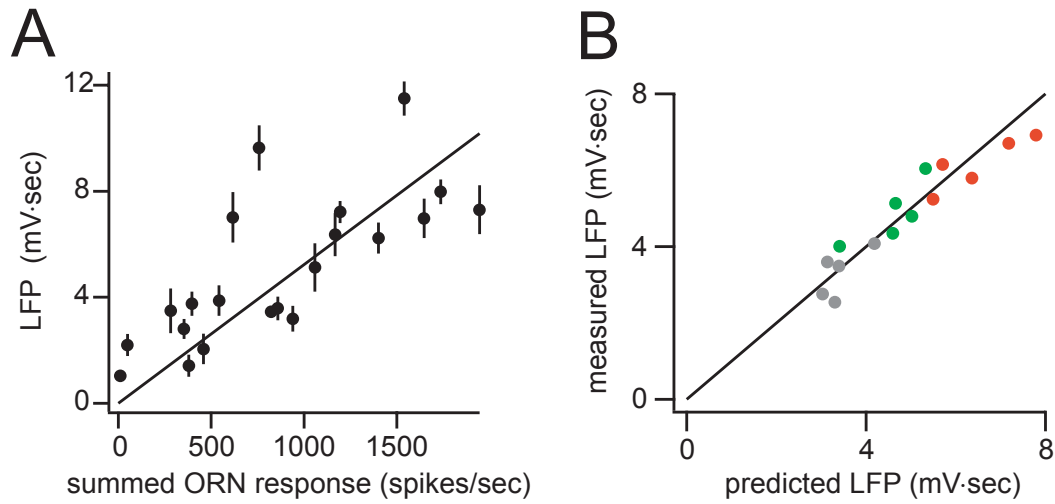 A
12
8
4
0
LFP (mV·sec)
0 500 1000 1500
summed ORN response (spikes/sec)
B
8
4
0
measured LFP (mV·sec)
0 4 8
predicted LFP (mV·sec)